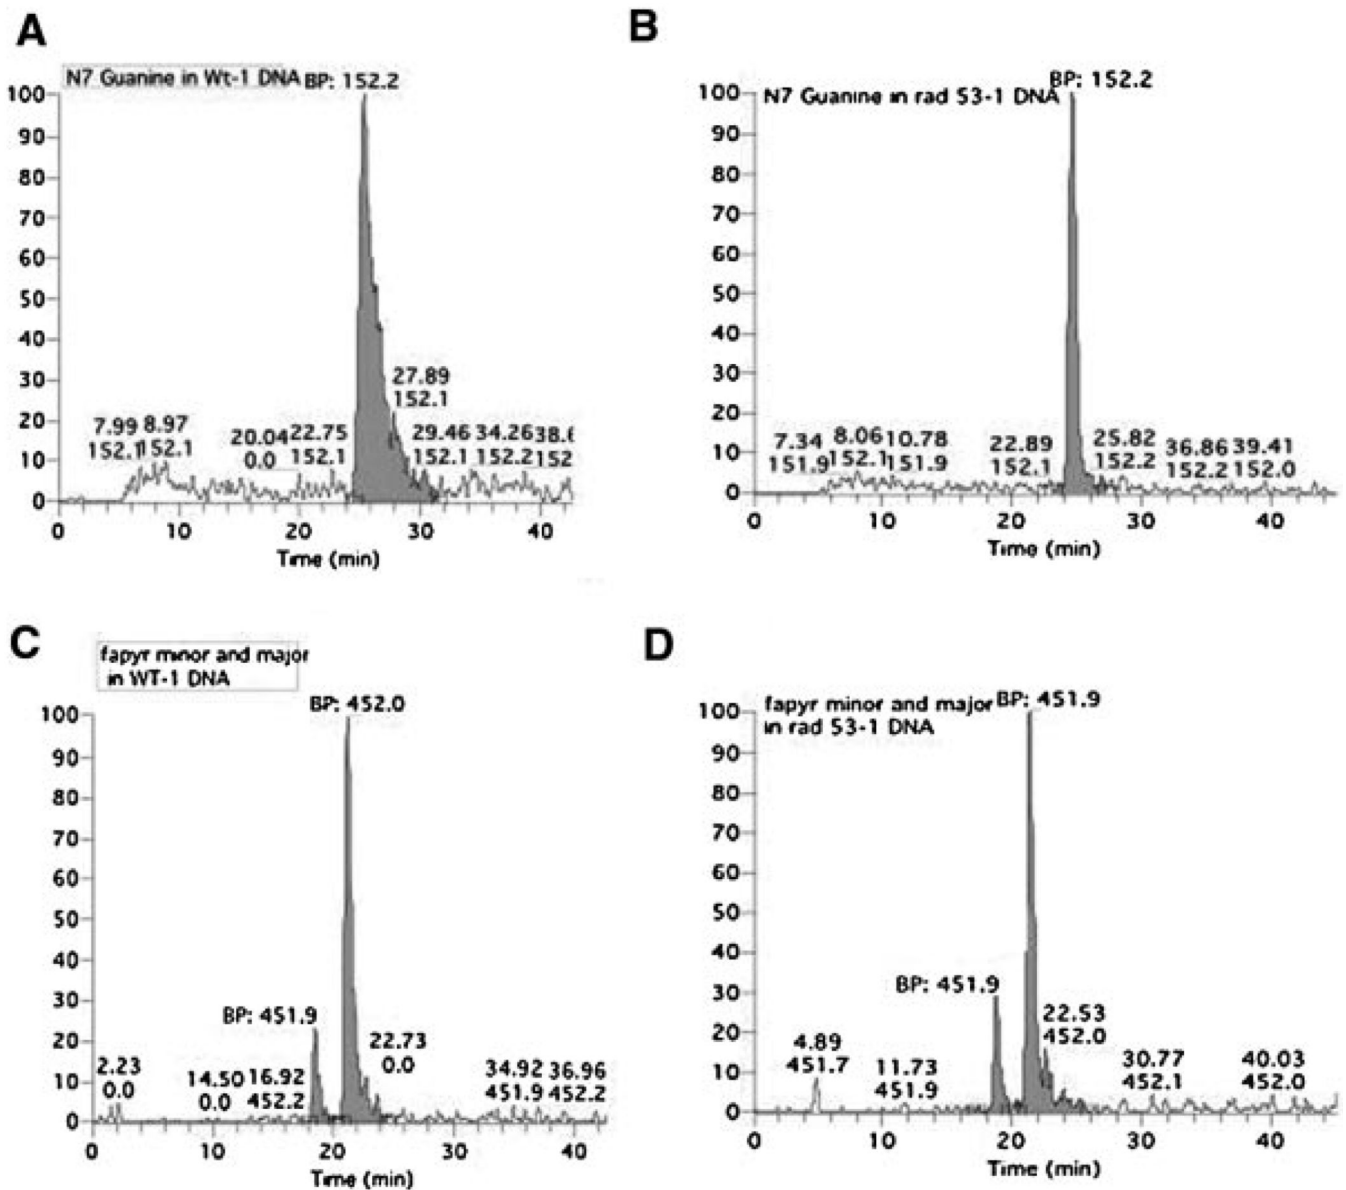 A
N7 Guanine in Wt-1 DNA BP: 152.2
100
90
80
70
60
50
40
30
20
10
0
27.89
152.1
7.99 8.97
152.1 152.1
20.04 22.75
0.0 152.1
29.46 34.26 38.6
152.1 152.2 152
0 10 20 30 40
Time (min)
B
BP: 152.2
N7 Guanine in rad 53-1 DNA
100
90
80
70
60
50
40
30
20
10
0
7.34 8.06 10.78
151.9 152.1 151.9
22.89
152.1
25.82
152.2
36.86 39.41
152.2 152.0
0 10 20 30 40
Time (min)
C
fapyr minor and major
in WT-1 DNA
BP: 452.0
100
90
80
70
60
50
40
30
20
10
0
BP: 451.9
2.23
0.0
14.50 16.92
0.0 452.2
22.73
0.0
34.92 36.96
451.9 452.2
0 10 20 30 40
Time (min)
D
BP: 451.9
fapyr minor and major
in rad 53-1 DNA
100
90
80
70
60
50
40
30
20
10
0
BP: 451.9
4.89
451.7
11.73
451.9
22.53
452.0
30.77
452.1
40.03
452.0
0 10 20 30 40
Time (min)